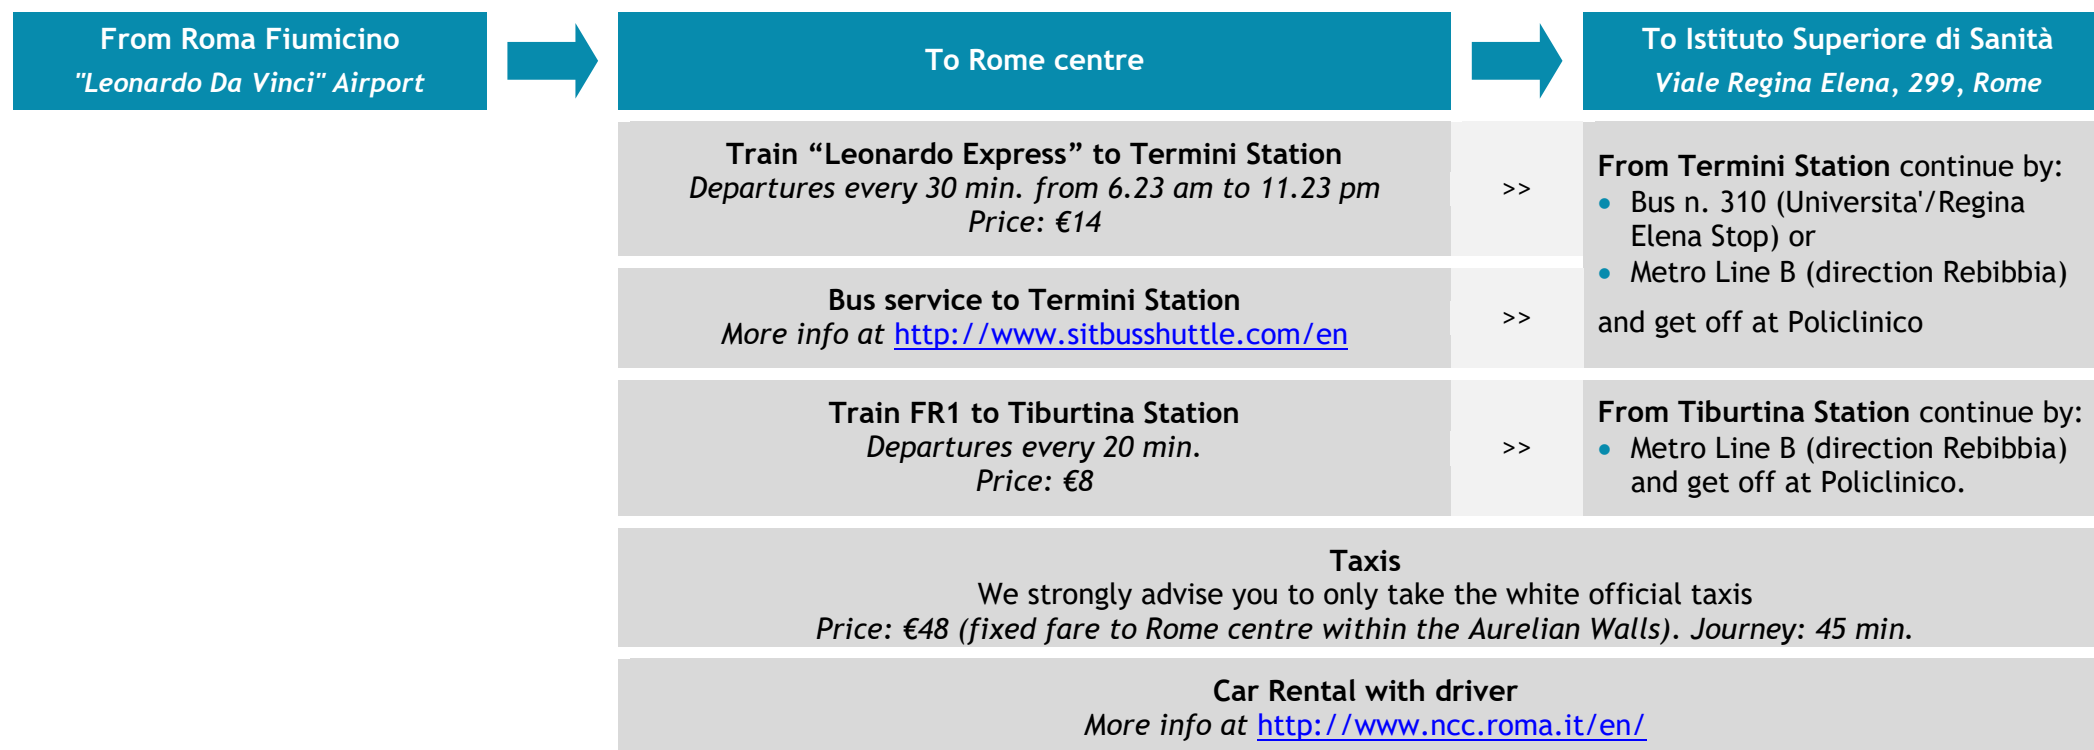 From Roma Fiumicino
"Leonardo Da Vinci" Airport
To Rome centre
To Istituto Superiore di Sanità
Viale Regina Elena, 299, Rome
Train “Leonardo Express” to Termini Station
Departures every 30 min. from 6.23 am to 11.23 pm
Price: €14
>>
From Termini Station continue by:
• Bus n. 310 (Universita'/Regina
Elena Stop) or
• Metro Line B (direction Rebibbia)
and get off at Policlinico
Bus service to Termini Station
More info at http://www.sitbusshuttle.com/en
>>
Train FR1 to Tiburtina Station
Departures every 20 min.
Price: €8
>>
From Tiburtina Station continue by:
• Metro Line B (direction Rebibbia)
and get off at Policlinico.
Taxis
We strongly advise you to only take the white official taxis
Price: €48 (fixed fare to Rome centre within the Aurelian Walls). Journey: 45 min.
Car Rental with driver
More info at http://www.ncc.roma.it/en/